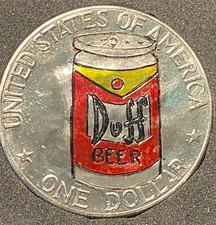 UNITED STATES OF AMERICA
Duff
BEER
ONE DOLLAR